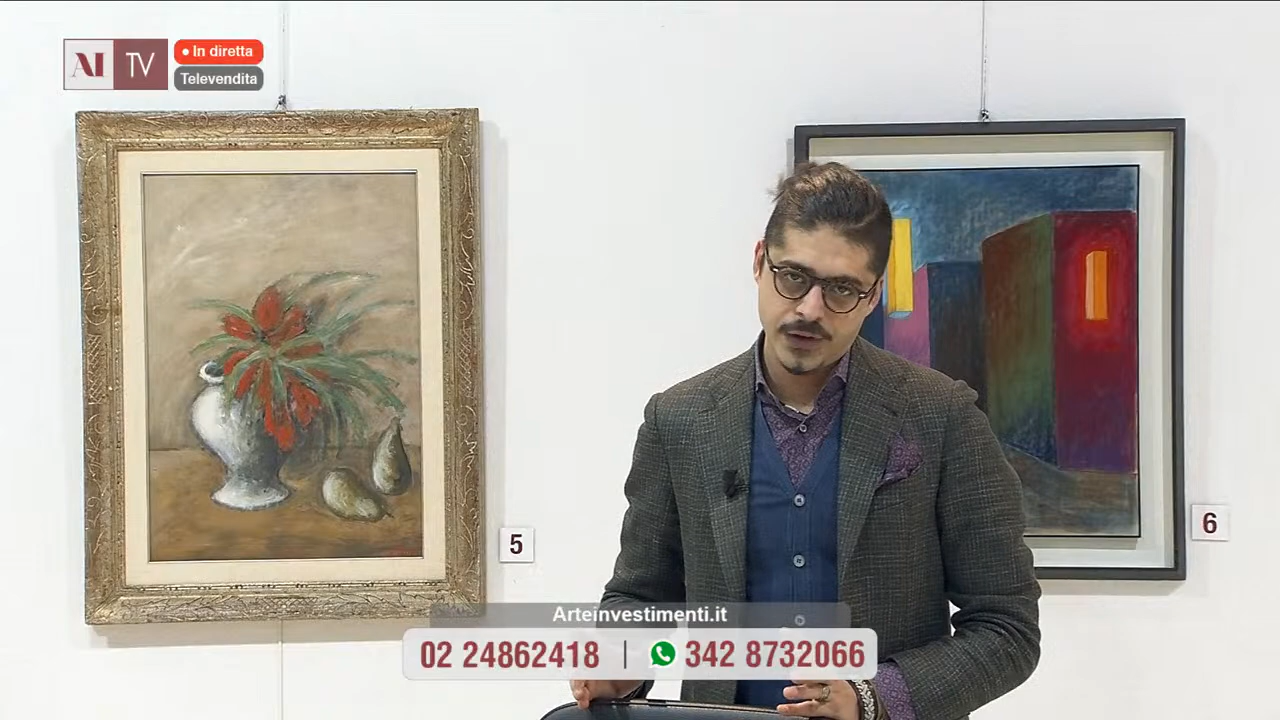 AI TV
In diretta
Televendita
5
6
Arteinvestimenti.it
02 24862418 | 342 8732066